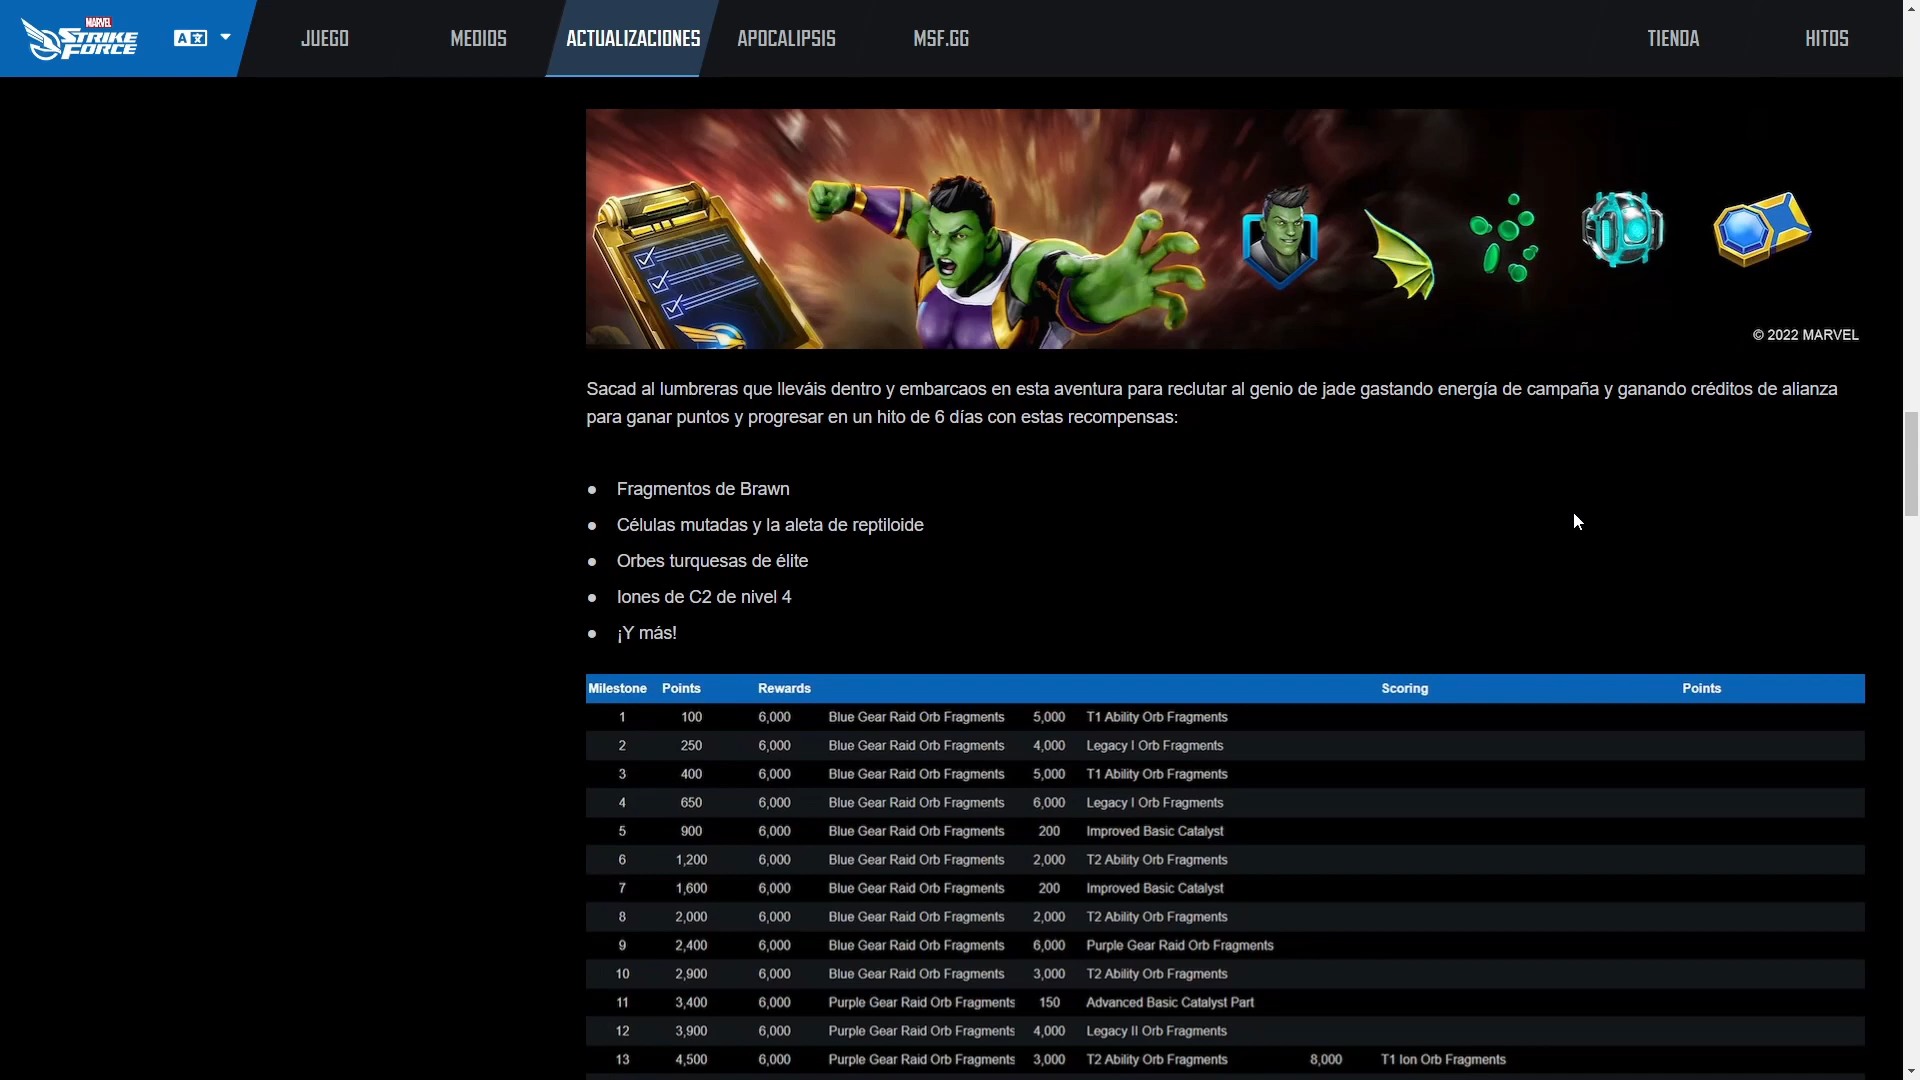 MARVEL
STRIKE
FORCE
JUEGO
MEDIOS
ACTUALIZACIONES
APOCALIPSIS
MSF.GG
TIENDA
HITOS
© 2022 MARVEL
Sacad al lumbreras que lleváis dentro y embarcaos en esta aventura para reclutar al genio de jade gastando energía de campaña y ganando créditos de alianza
para ganar puntos y progresar en un hito de 6 días con estas recompensas:
● Fragmentos de Brawn
● Células mutadas y la aleta de reptiloide
● Orbes turquesas de élite
● Iones de C2 de nivel 4
● ¡Y más!
Milestone Points Rewards Scoring Points
1 100 6,000 Blue Gear Raid Orb Fragments 5,000 T1 Ability Orb Fragments
2 250 6,000 Blue Gear Raid Orb Fragments 4,000 Legacy I Orb Fragments
3 400 6,000 Blue Gear Raid Orb Fragments 5,000 T1 Ability Orb Fragments
4 650 6,000 Blue Gear Raid Orb Fragments 6,000 Legacy I Orb Fragments
5 900 6,000 Blue Gear Raid Orb Fragments 200 Improved Basic Catalyst
6 1,200 6,000 Blue Gear Raid Orb Fragments 2,000 T2 Ability Orb Fragments
7 1,600 6,000 Blue Gear Raid Orb Fragments 200 Improved Basic Catalyst
8 2,000 6,000 Blue Gear Raid Orb Fragments 2,000 T2 Ability Orb Fragments
9 2,400 6,000 Blue Gear Raid Orb Fragments 6,000 Purple Gear Raid Orb Fragments
10 2,900 6,000 Blue Gear Raid Orb Fragments 3,000 T2 Ability Orb Fragments
11 3,400 6,000 Purple Gear Raid Orb Fragments 150 Advanced Basic Catalyst Part
12 3,900 6,000 Purple Gear Raid Orb Fragments 4,000 Legacy II Orb Fragments
13 4,500 6,000 Purple Gear Raid Orb Fragments 3,000 T2 Ability Orb Fragments 8,000 T1 Ion Orb Fragments